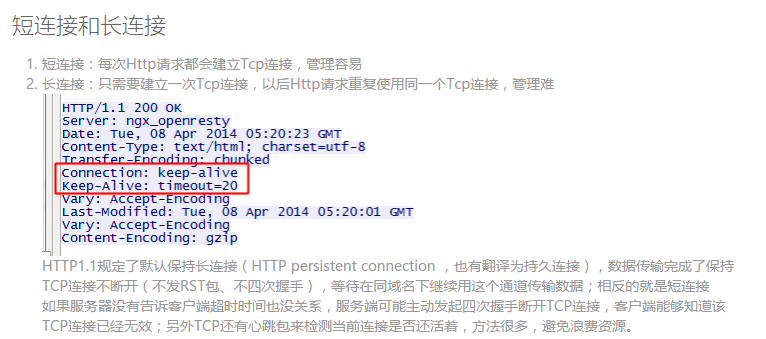 短连接和长连接
1. 短连接：每次Http请求都会建立Tcp连接，管理容易
2. 长连接：只需要建立一次Tcp连接，以后Http请求重复使用同一个Tcp连接，管理难
HTTP/1.1 200 OK
Server: ngx_openresty
Date: Tue, 08 Apr 2014 05:20:23 GMT
Content-Type: text/html; charset=utf-8
Transfer-Encoding: chunked
Connection: keep-alive
Keep-Alive: timeout=20
Vary: Accept-Encoding
Last-Modified: Tue, 08 Apr 2014 05:20:01 GMT
Vary: Accept-Encoding
Content-Encoding: gzip
HTTP1.1规定了默认保持长连接（HTTP persistent connection ，也有翻译为持久连接），数据传输完成了保持
TCP连接不断开（不发RST包、不四次握手），等待在同域名下继续用这个通道传输数据；相反的就是短连接
如果服务器没有告诉客户端超时时间也没关系，服务端可能主动发起四次握手断开TCP连接，客户端能够知道该
TCP连接已经无效；另外TCP还有心跳包来检测当前连接是否还活着，方法很多，避免浪费资源。